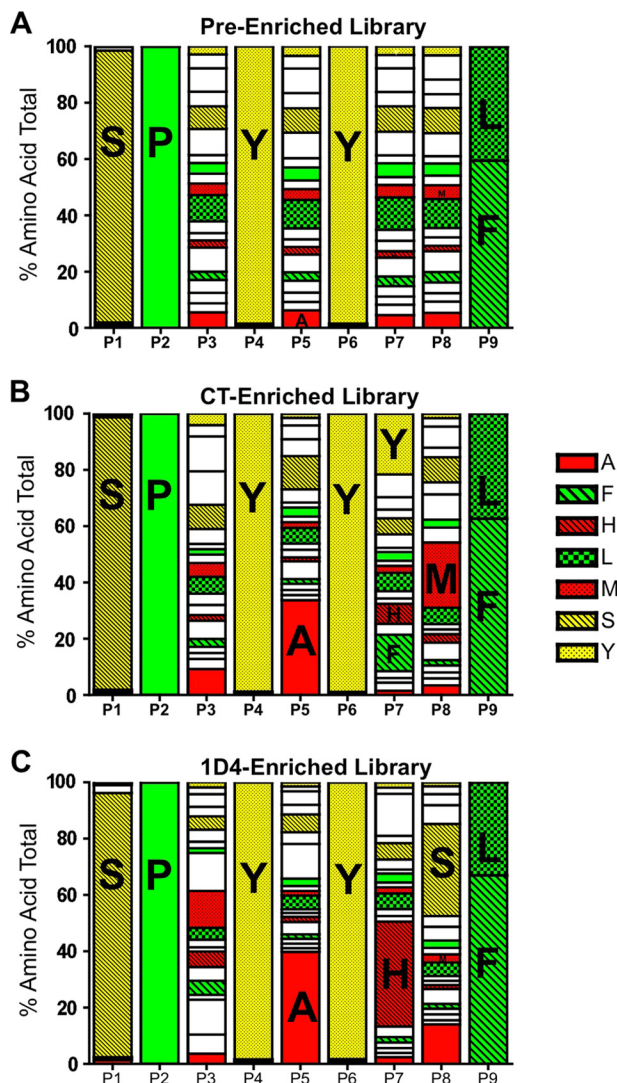 A
Pre-Enriched Library
% Amino Acid Total
100
80
60
40
20
0
S P A Y Y M L F
P1 P2 P3 P4 P5 P6 P7 P8 P9
B
CT-Enriched Library
% Amino Acid Total
100
80
60
40
20
0
S P Y A Y Y H F M L F
P1 P2 P3 P4 P5 P6 P7 P8 P9
A
F
H
L
M
S
Y
C
1D4-Enriched Library
% Amino Acid Total
100
80
60
40
20
0
S P Y A Y H S M L F
P1 P2 P3 P4 P5 P6 P7 P8 P9